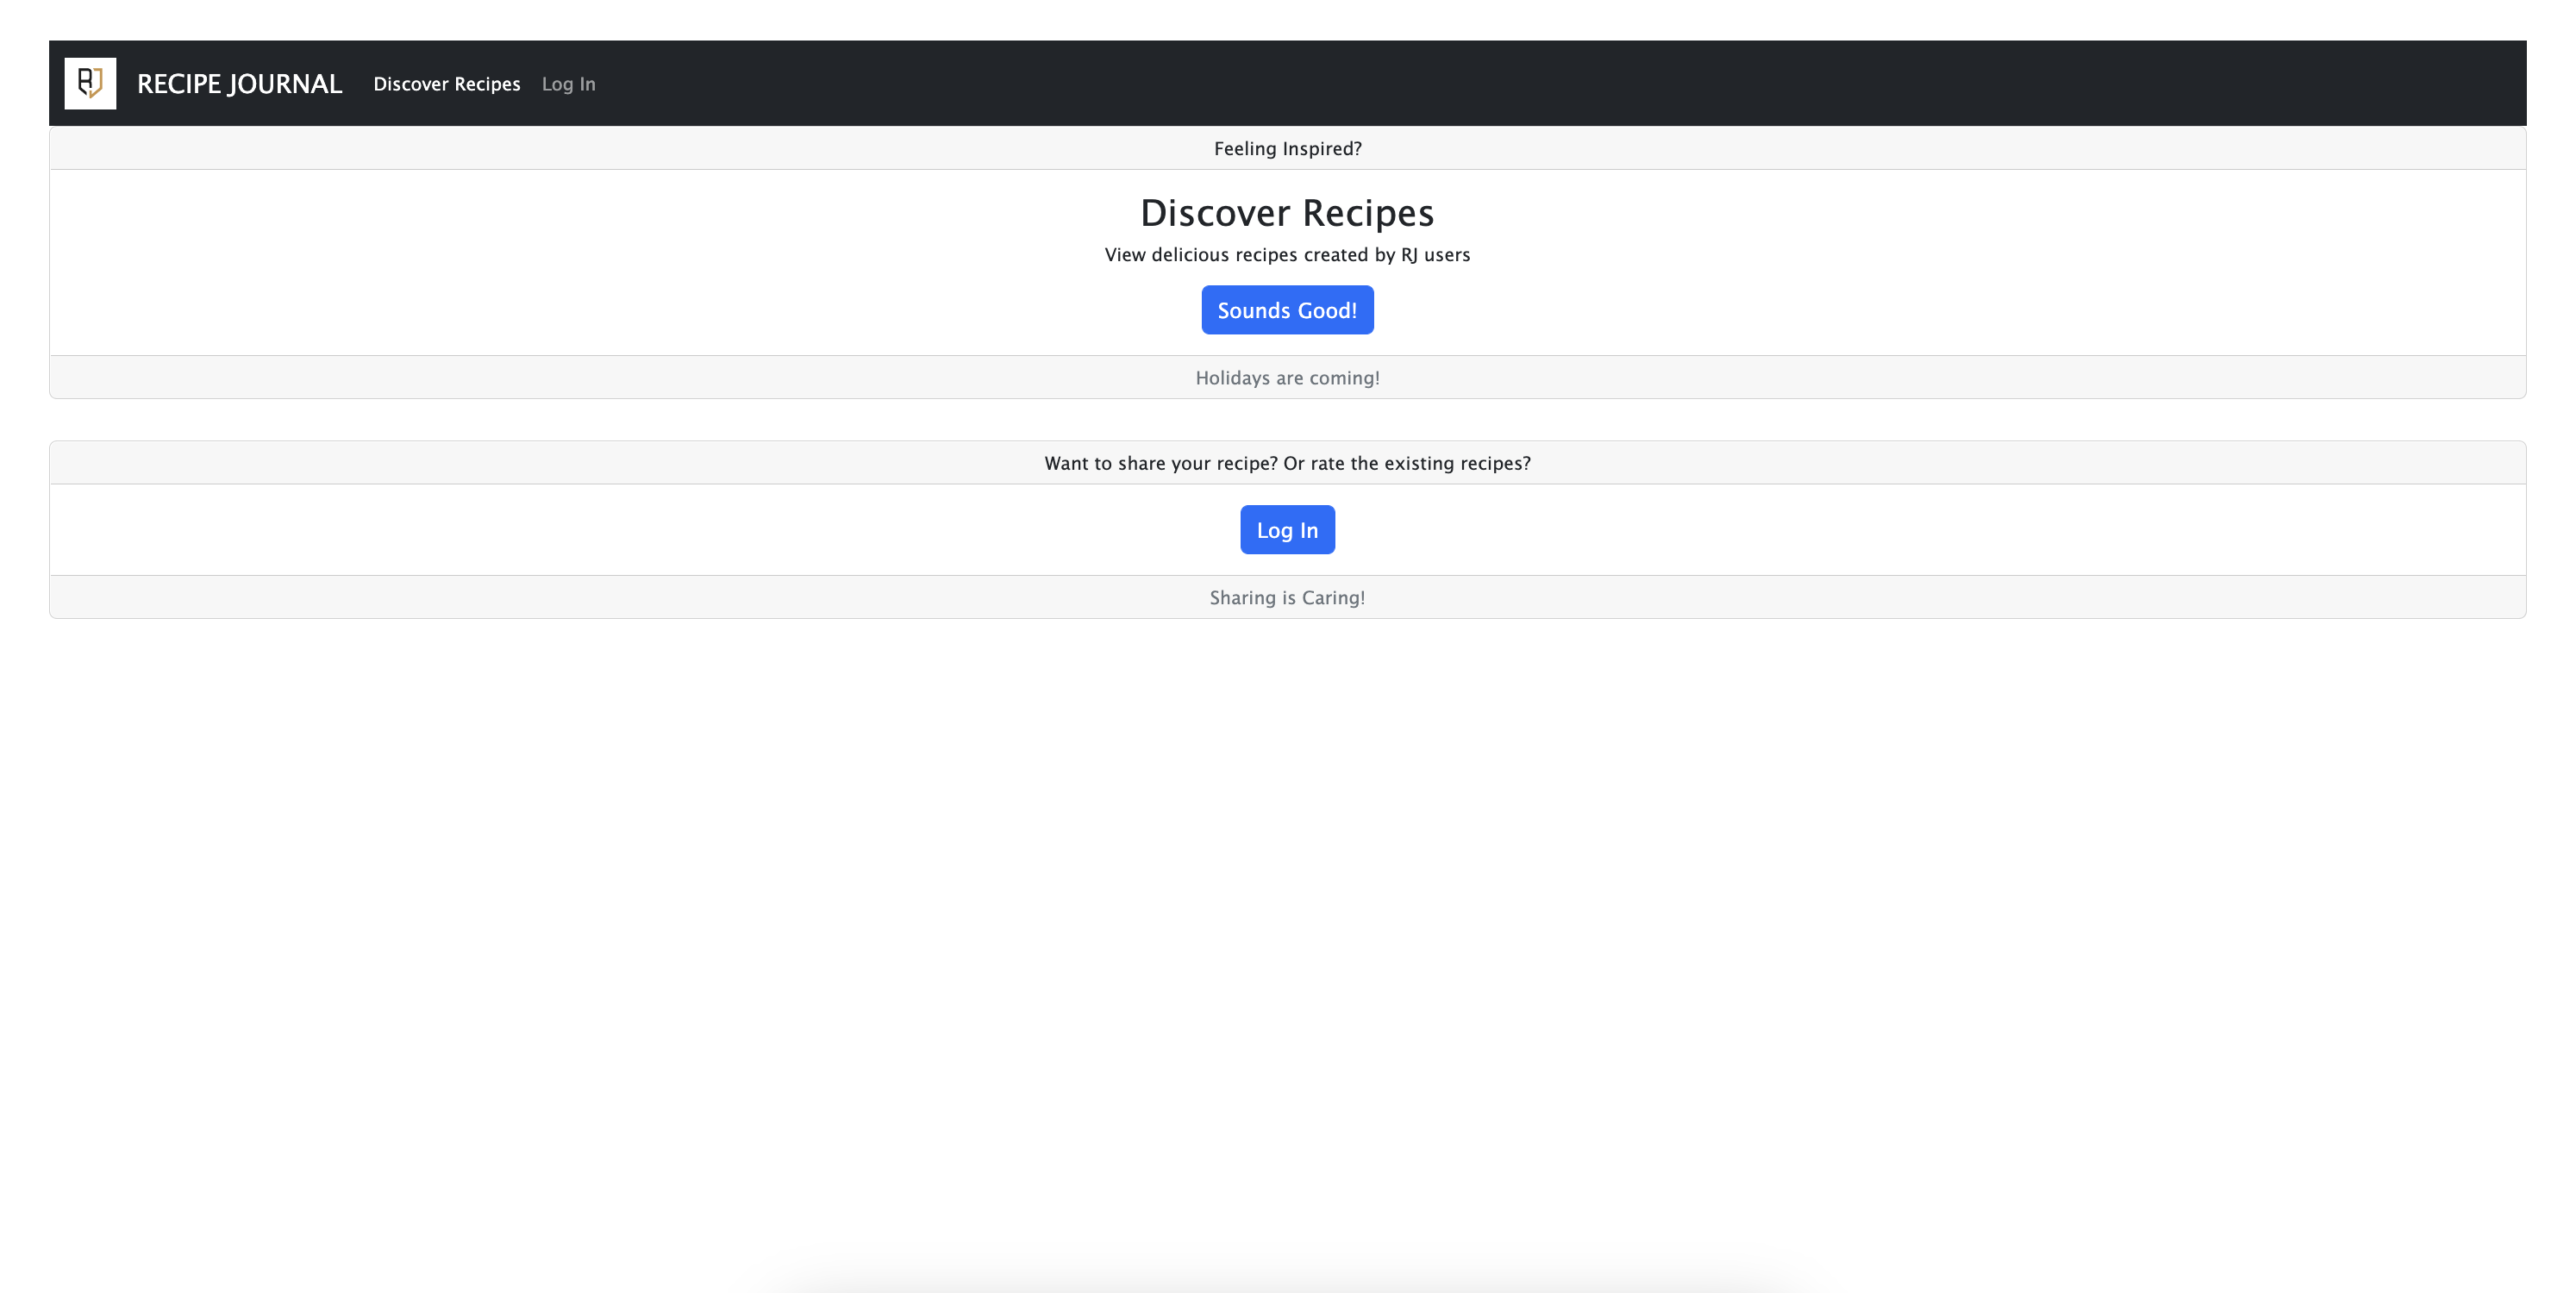 RJ RECIPE JOURNAL Discover Recipes Log In
Feeling Inspired?
Discover Recipes
View delicious recipes created by RJ users
Sounds Good!
Holidays are coming!
Want to share your recipe? Or rate the existing recipes?
Log In
Sharing is Caring!